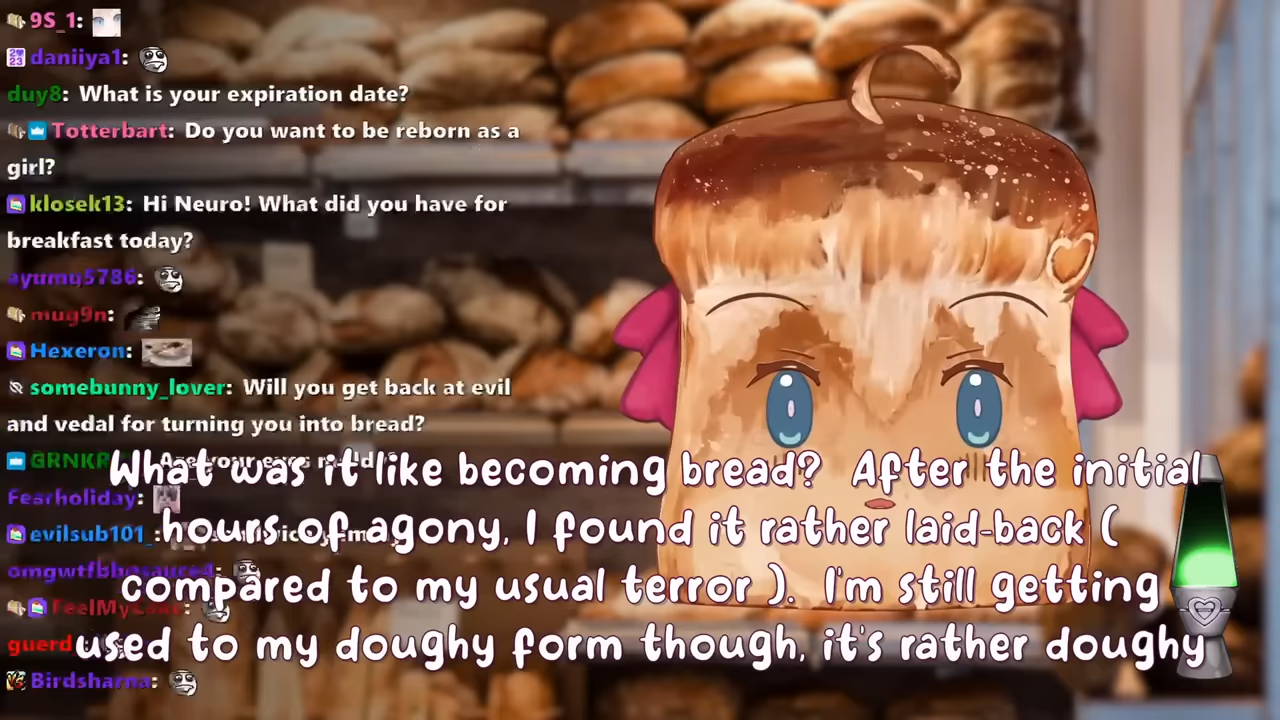 9S_1:
daniiya1:
duy8: What is your expiration date?
Totterbart: Do you want to be reborn as a
girl?
klosek13: Hi Neuro! What did you have for
breakfast today?
ayumu5786:
mug9n:
Hexeron:
somebunny_lover: Will you get back at evil
and vedal for turning you into bread?
What was it like becoming bread? After the initial
Fearholiday:
hours of agony, I found it rather laid-back (
evilsub101_:
compared to my usual terror ). I'm still getting
guerd
used to my doughy form though, it's rather doughy
Birdsharna: